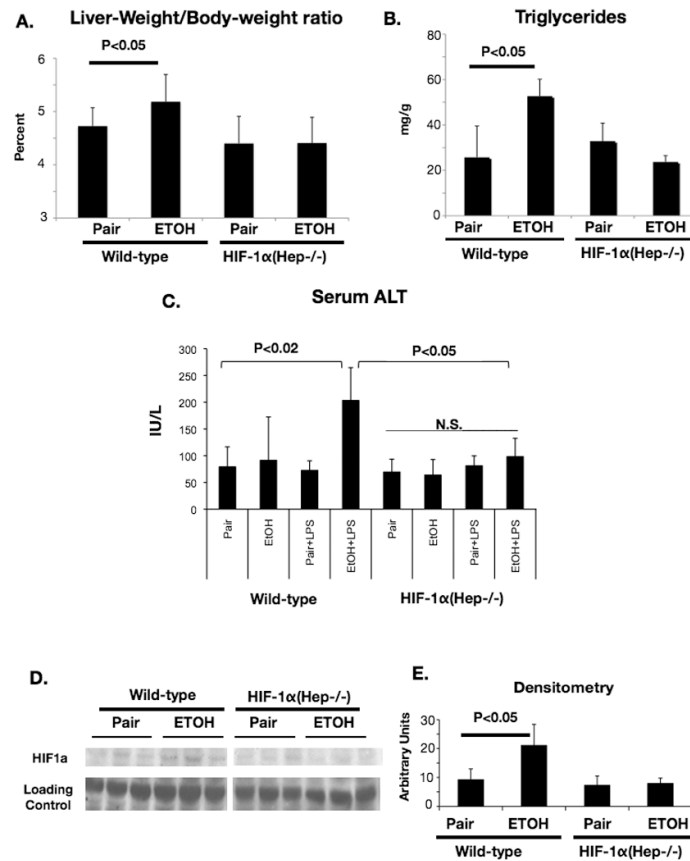 A.
Liver-Weight/Body-weight ratio
P<0.05
Percent
6
5
4
3
Pair
ETOH
Pair
ETOH
Wild-type
HIF-1α(Hep-/-)
B.
Triglycerides
P<0.05
mg/g
80
60
40
20
0
Pair
ETOH
Pair
ETOH
Wild-type
HIF-1α(Hep-/-)
C.
Serum ALT
P<0.02
P<0.05
N.S.
IU/L
300
250
200
150
100
50
0
Pair
EtOH
Pair+LPS
EtOH+LPS
Pair
EtOH
Pair+LPS
EtOH+LPS
Wild-type
HIF-1α(Hep-/-)
D.
Wild-type
HIF-1α(Hep-/-)
Pair
ETOH
Pair
ETOH
HIF1a
Loading
Control
E.
Densitometry
P<0.05
Arbitrary Units
30
20
10
0
Pair
ETOH
Pair
ETOH
Wild-type
HIF-1α(Hep-/-)